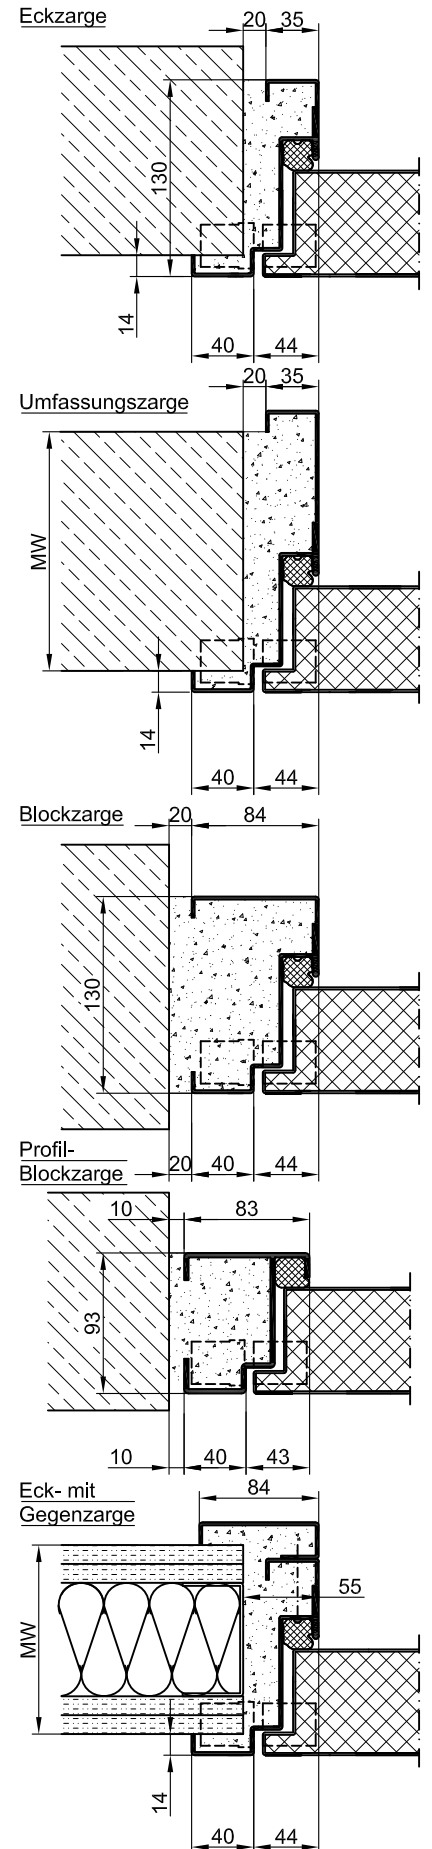 Eckzarge
20 35
130
14
40 44
20 35
Umfassungszarge
MW
14
40 44
Blockzarge
20 84
130
Profil-
Blockzarge
20 40 44
10 83
93
10 40 43
Eck- mit
Gegenzarge
84
55
MW
14
40 44